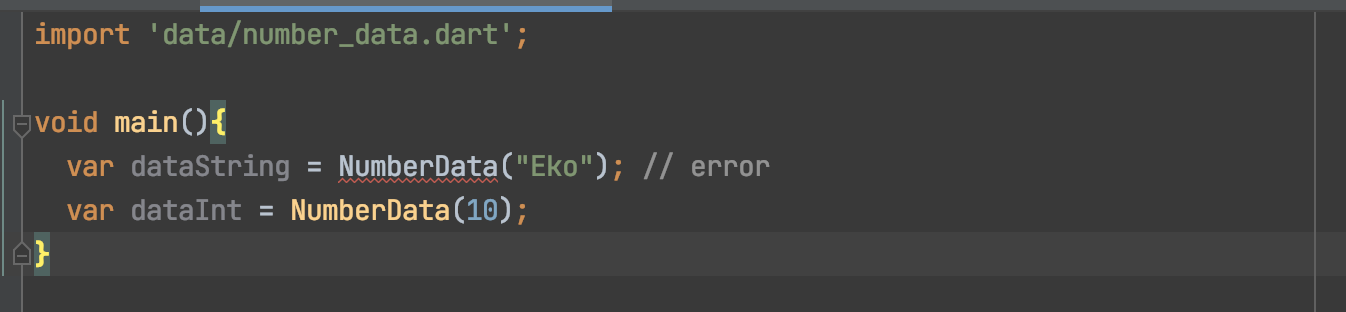 import 'data/number_data.dart';
void main(){
var dataString = NumberData("Eko"); // error
var dataInt = NumberData(10);
}